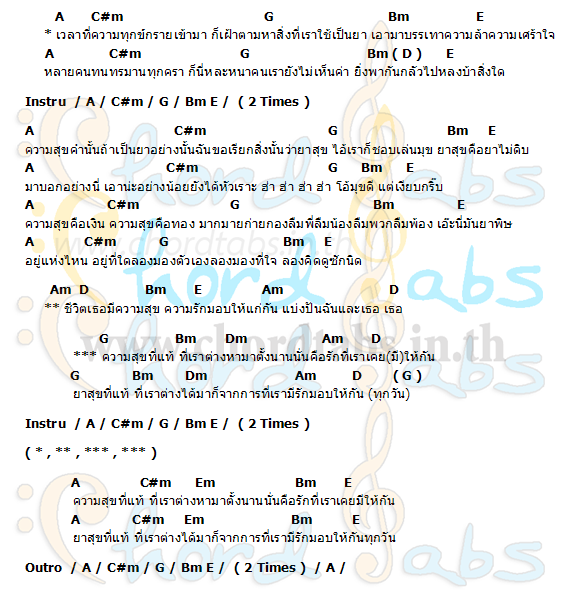 A C#m G Bm E
* เวลาที่ความทุกข์กรายเข้ามา ก็เฝ้าตามหาสิ่งที่เราใช้เป็นยา เอามาบรรเทาความล้าความเศร้าใจ
A C#m G Bm ( D ) E
หลายคนทนทรมานทุกครา ก็นี่หละหนาคนเรายังไม่เห็นค่า ยิ่งพากันกลัวไปหลงบ้าสิ่งใด
Instru / A / C#m / G / Bm E / ( 2 Times )
A C#m G Bm E
ความสุขคำนั้นถ้าเป็นยาอย่างนั้นฉันขอเรียกสิ่งนั้นว่ายาสุข ไอ้เราก็ชอบเล่นมุข ยาสุขคือยาไม่ดิบ
A C#m G Bm E
มาบอกอย่างนี้ เอาน่ะอย่างน้อยยังได้หัวเราะ ฮ่า ฮ่า ฮ่า ฮ่า โอ้มุขดี แต่เงียบกริ๊บ
A C#m G Bm E
ความสุขคือเงิน ความสุขคือทอง มากมายก่ายกองลืมพี่ลืมน้องลืมพวกลืมพ้อง เอ๊ะนี่มันยาพิษ
A C#m G Bm E
อยู่แห่งไหน อยู่ที่ใดลองมองตัวเองลองมองที่ใจ ลองคิดดูซักนิด
Am D Bm E Am D
** ชีวิตเธอมีความสุข ความรักมอบให้แก่กัน แบ่งปันฉันและเธอ เธอ
G Bm Dm Am D
*** ความสุขที่แท้ ที่เราต่างหามาตั้งนานนั่นคือรักที่เราเคย(มี)ให้กัน
G Bm Dm Am D ( G )
ยาสุขที่แท้ ที่เราต่างได้มาก็จากการที่เรามีรักมอบให้กัน (ทุกวัน)
Instru / A / C#m / G / Bm E / ( 2 Times )
( * , ** , *** , *** )
A C#m Em Bm E
ความสุขที่แท้ ที่เราต่างหามาตั้งนานนั่นคือรักที่เราเคยมีให้กัน
A C#m Em Bm E
ยาสุขที่แท้ ที่เราต่างได้มาก็จากการที่เรามีรักมอบให้กันทุกวัน
Outro / A / C#m / G / Bm E / ( 2 Times ) / A /
www.chordtabs.in.th